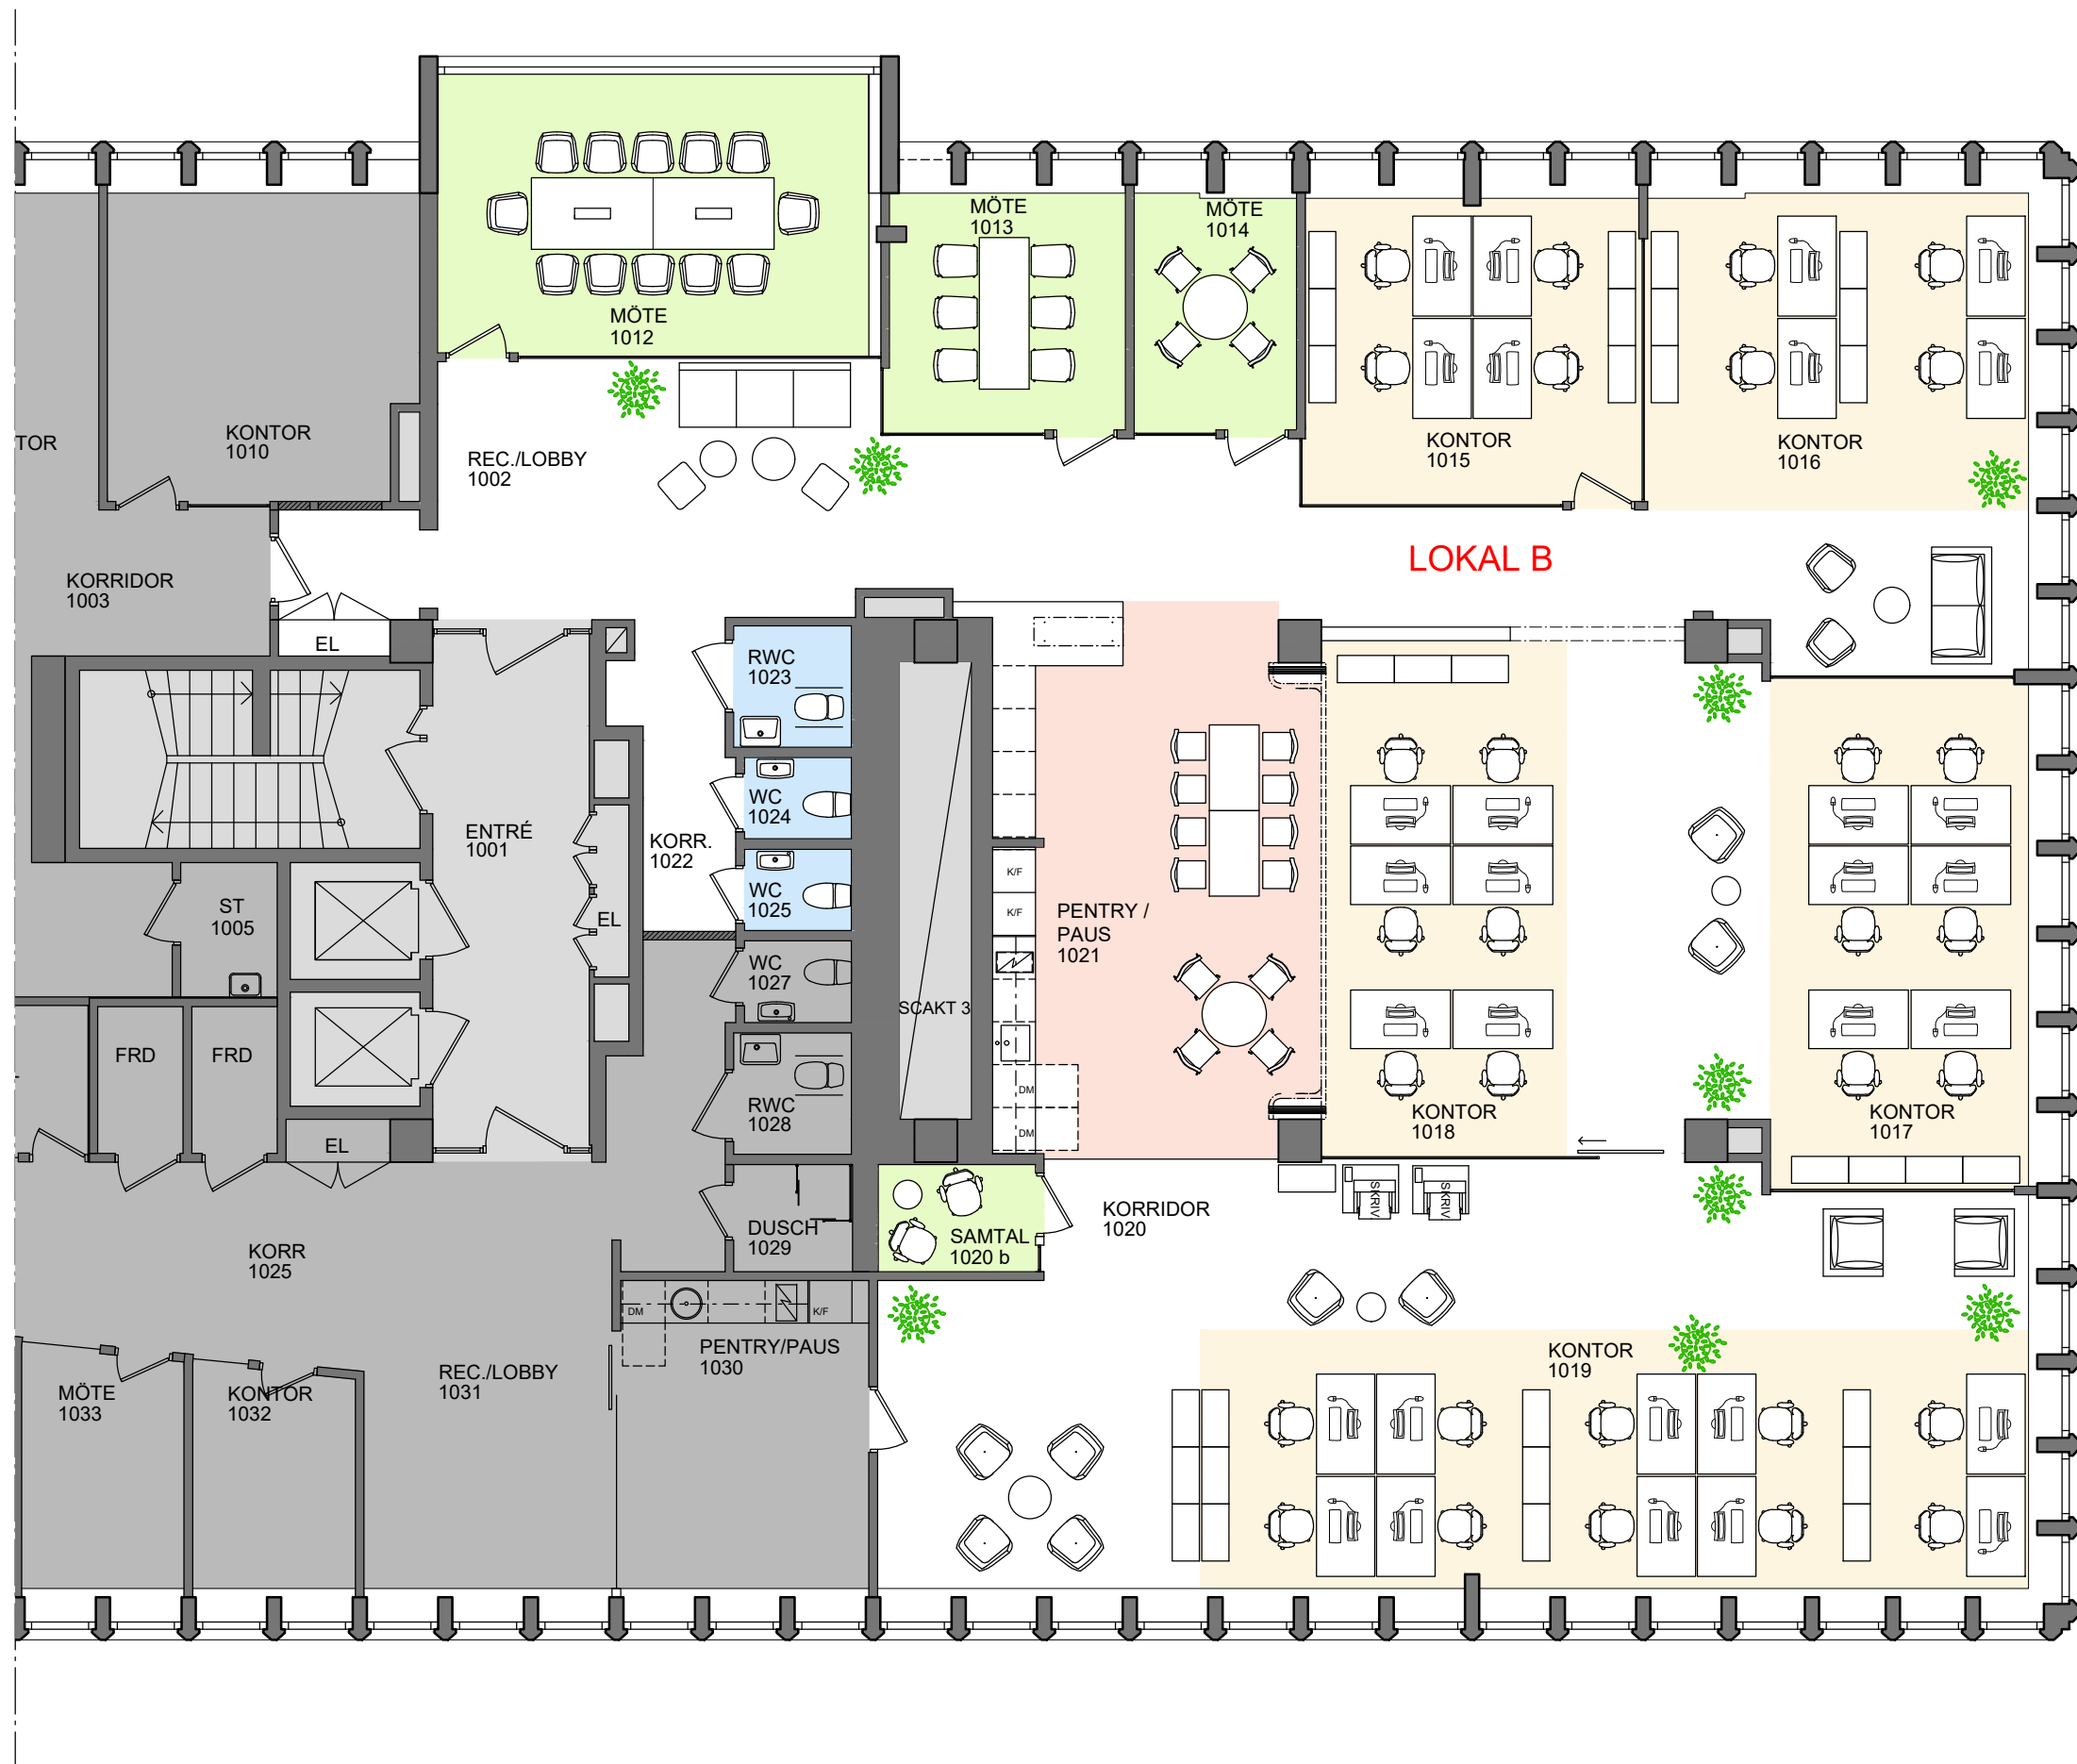 MÖTE
1013
MÖTE
1014
MÖTE
1012
TOR
KONTOR
1010
REC./LOBBY
1002
KONTOR
1015
KONTOR
1016
LOKAL B
KORRIDOR
1003
EL
RWC
1023
WC
1024
ENTRÉ
1001
KORR.
1022
WC
1025
K/F
K/F
ST
1005
EL
PENTRY /
PAUS
1021
WC
1027
SCAKT 3
FRD
FRD
RWC
1028
DM
DM
KONTOR
1018
KONTOR
1017
EL
SKRIV
SKRIV
KORRIDOR
1020
DUSCH
1029
SAMTAL
1020 b
KORR
1025
DM
K/F
PENTRY/PAUS
1030
KONTOR
1019
REC./LOBBY
1031
MÖTE
1033
KONTOR
1032